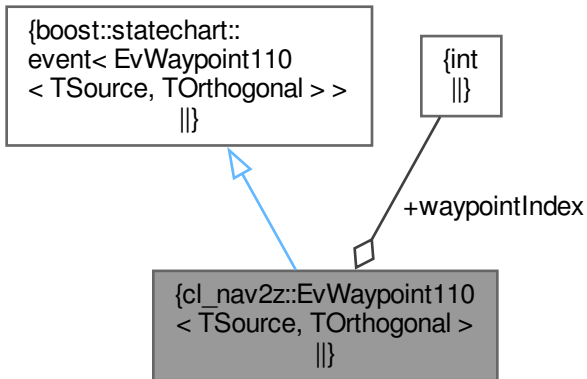 {boost::statechart::
event< EvWaypoint110
< TSource, TOrthogonal > >
||}
{int
||}
+waypointIndex
{cl_nav2z::EvWaypoint110
< TSource, TOrthogonal >
||}